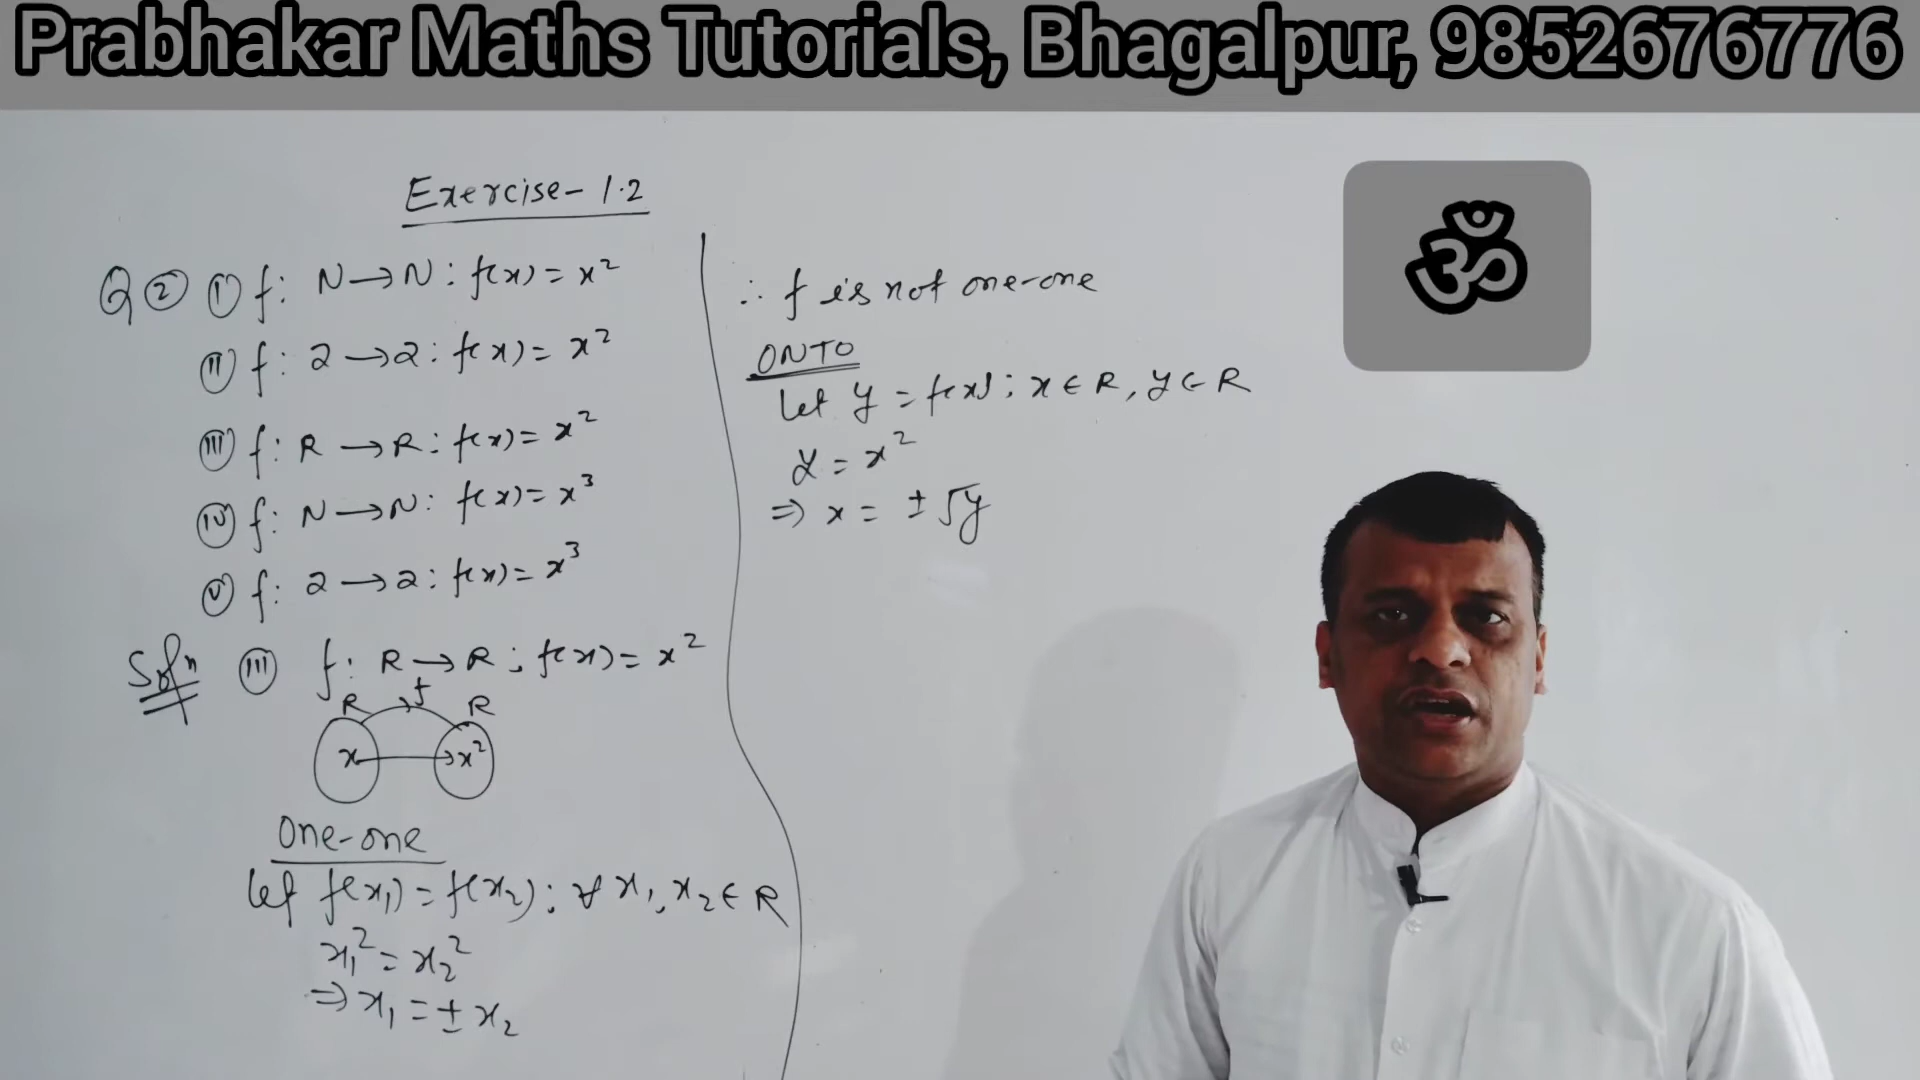 Prabhakar Maths Tutorials, Bhagalpur, 9852676776
ॐ
Exercise-1.2
Q ② (i) f: N→N: f(x) = x²
(ii) f: Z→Z: f(x) = x²
(iii) f: R→R: f(x) = x²
(iv) f: N→N: f(x) = x³
(v) f: Z→Z: f(x) = x³
Solⁿ (iii) f: R→R; f(x) = x²
R f R
x → x²
One-one
Let f(x₁) = f(x₂); ∀ x₁, x₂ ∈ R
x₁² = x₂²
⇒ x₁ = ± x₂
∴ f is not one-one
ONTO
Let y = f(x); x ∈ R, y ∈ R
y = x²
⇒ x = ±√y